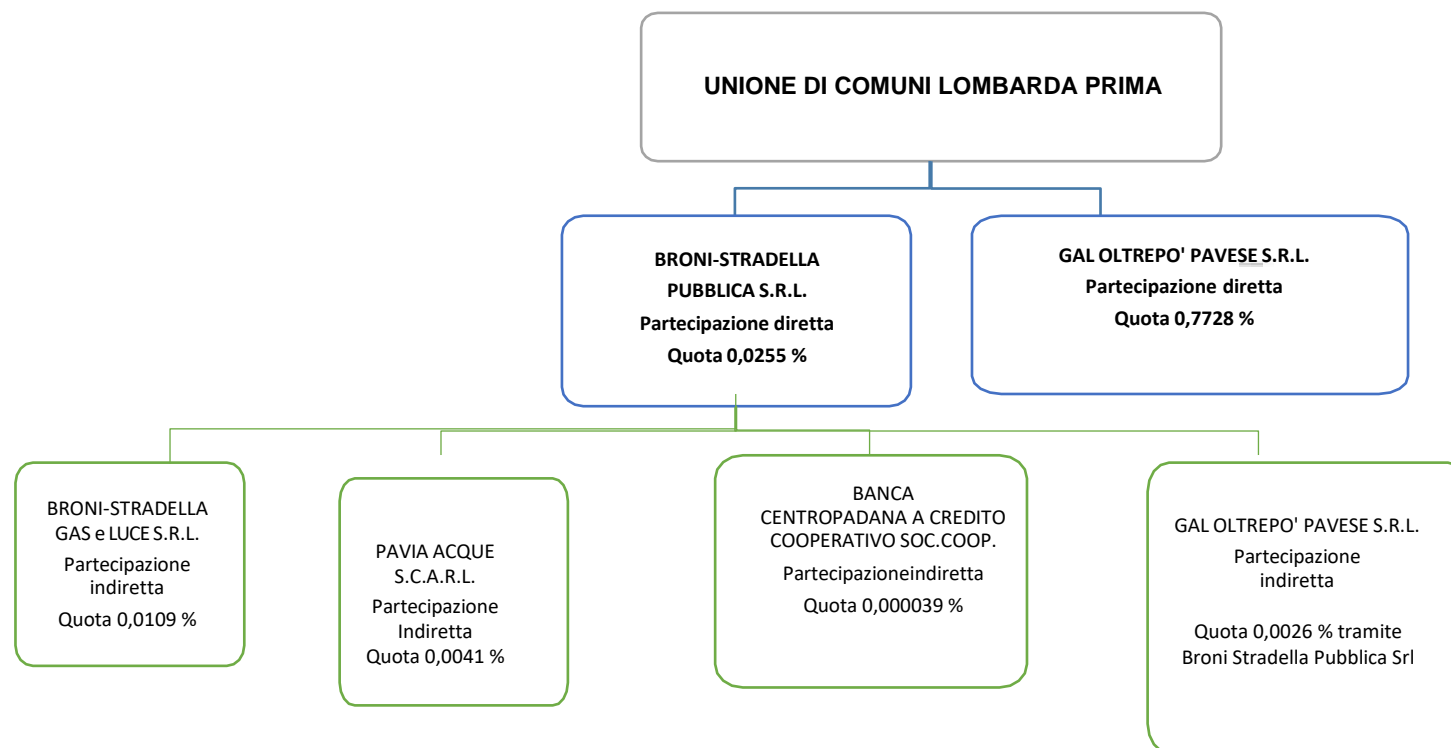 UNIONE DI COMUNI LOMBARDA PRIMA
BRONI-STRADELLA
PUBBLICA S.R.L.
Partecipazione diretta
Quota 0,0255 %
GAL OLTREPO' PAVESE S.R.L.
Partecipazione diretta
Quota 0,7728 %
BRONI-STRADELLA
GAS e LUCE S.R.L.
Partecipazione
indiretta
Quota 0,0109 %
PAVIA ACQUE
S.C.A.R.L.
Partecipazione
Indiretta
Quota 0,0041 %
BANCA
CENTROPADANA A CREDITO
COOPERATIVO SOC.COOP.
Partecipazioneindiretta
Quota 0,000039 %
GAL OLTREPO' PAVESE S.R.L.
Partecipazione
indiretta
Quota 0,0026 % tramite
Broni Stradella Pubblica Srl